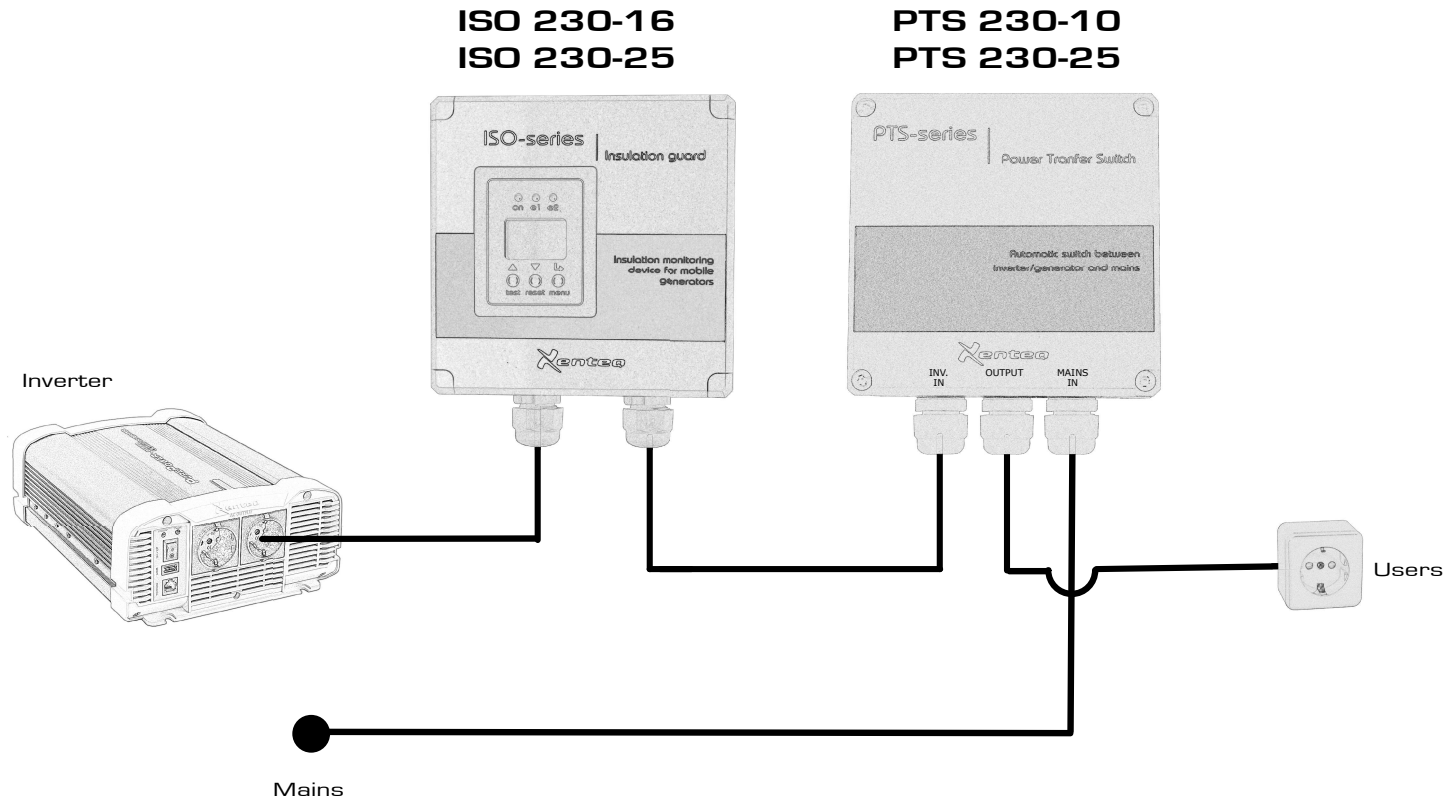 ISO 230-16
ISO 230-25
PTS 230-10
PTS 230-25
ISO-series
Insulation guard
on e1 e2
test reset menu
Insulation monitoring
device for mobile
generators
Xenteq
PTS-series
Power Tranfer Switch
Automatic switch between
inverter/generator and mains
Xenteq
INV.
IN
OUTPUT
MAINS
IN
Inverter
Users
Mains